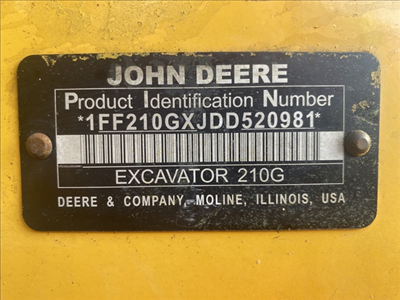 JOHN DEERE
Product Identification Number
*1FF210GXJDD520981*
EXCAVATOR 210G
DEERE & COMPANY, MOLINE, ILLINOIS, USA